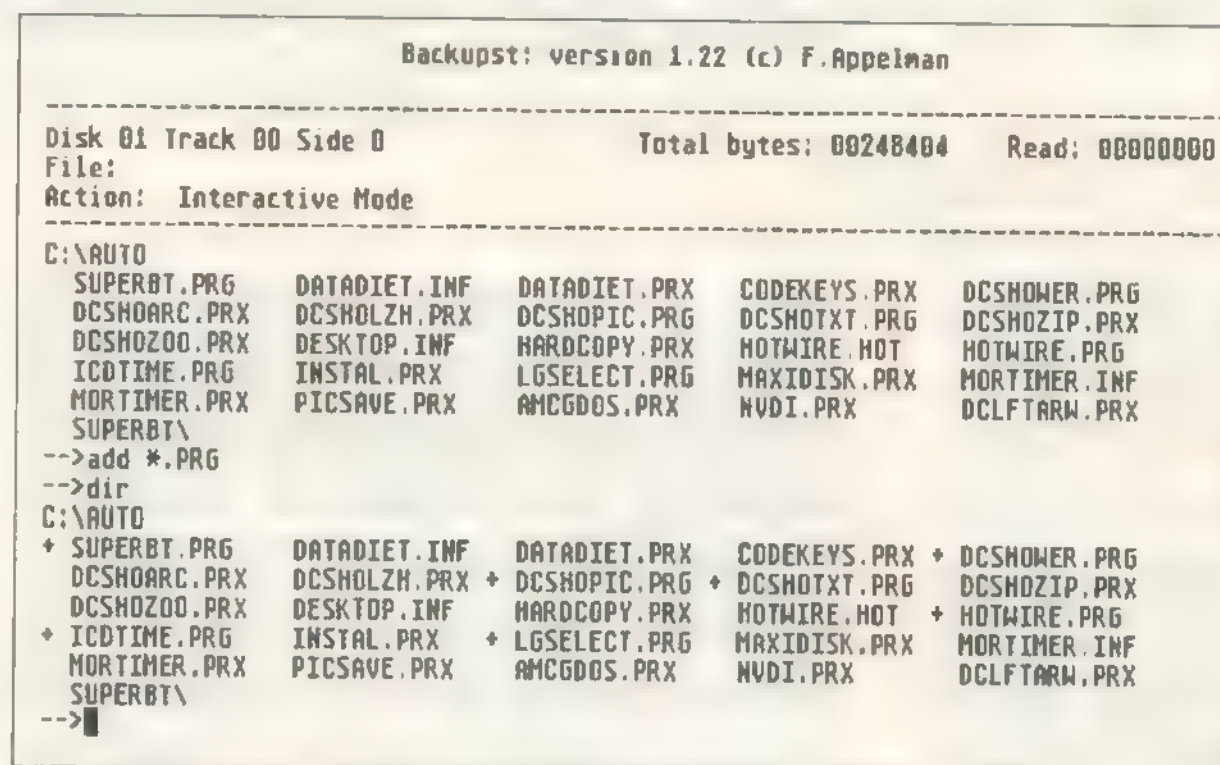 Backupst: version 1.22 (c) F.Appelman
Disk 01 Track 00 Side 0 Total bytes: 00248404 Read: 00000000
File:
Action: Interactive Mode
C:\AUTO
SUPERBT.PRG DATADIET.INF DATADIET.PRX CODEKEYS.PRX DCSHOWER.PRG
DCSHOARC.PRX DCSHOLZH.PRX DCSHOPIC.PRG DCSHOTXT.PRG DCSHOZIP.PRX
DCSHOZOO.PRX DESKTOP.INF HARDCOPY.PRX HOTWIRE.HOT HOTWIRE.PRG
ICDTIME.PRG INSTAL.PRX LGSELECT.PRG MAXIDISK.PRX MORTIMER.INF
MORTIMER.PRX PICSAVE.PRX AMCGDOS.PRX NVDI.PRX DCLFTARW.PRX
SUPERBT\
-->add *.PRG
-->dir
C:\AUTO
+ SUPERBT.PRG DATADIET.INF DATADIET.PRX CODEKEYS.PRX + DCSHOWER.PRG
DCSHOARC.PRX DCSHOLZH.PRX + DCSHOPIC.PRG + DCSHOTXT.PRG DCSHOZIP.PRX
DCSHOZOO.PRX DESKTOP.INF HARDCOPY.PRX HOTWIRE.HOT + HOTWIRE.PRG
+ ICDTIME.PRG INSTAL.PRX + LGSELECT.PRG MAXIDISK.PRX MORTIMER.INF
MORTIMER.PRX PICSAVE.PRX AMCGDOS.PRX NVDI.PRX DCLFTARW.PRX
SUPERBT\
-->